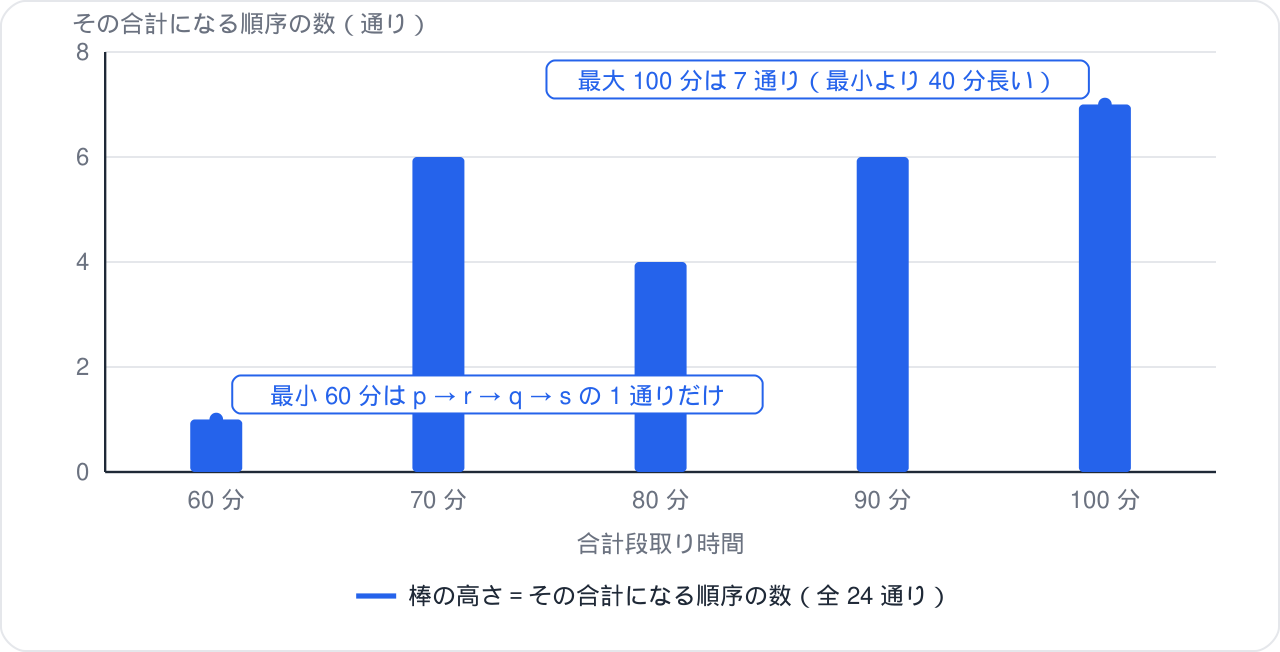 その合計になる順序の数 ( 通り )
8
最大 100 分は 7 通り ( 最小より 40 分長い )
6
4
2
最小 60 分は p → r → q → s の 1 通りだけ
0
60 分 70 分 80 分 90 分 100 分
合計段取り時間
棒の高さ = その合計になる順序の数 ( 全 24 通り )